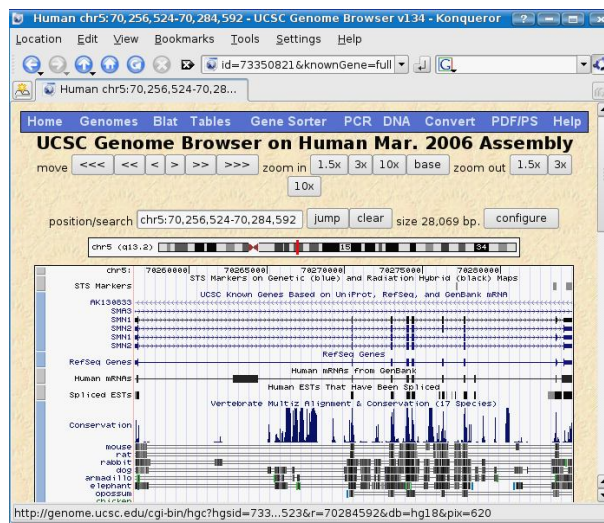 Human chr5:70,256,524-70,284,592 - UCSC Genome Browser v134 - Konqueror
Location Edit View Bookmarks Tools Settings Help
id=73350821&knownGene=full
Human chr5:70,256,524-70,28...
Home Genomes Blat Tables Gene Sorter PCR DNA Convert PDF/PS Help
UCSC Genome Browser on Human Mar. 2006 Assembly
move <<< << < > >> >>> zoom in 1.5x 3x 10x base zoom out 1.5x 3x
10x
position/search chr5:70,256,524-70,284,592 jump clear size 28,069 bp. configure
chr5 (q13.2) 15 34
chr5: 70260000 70265000 70270000 70275000 70280000
STS Markers on Genetic (blue) and Radiation Hybrid (black) Maps
STS Markers
UCSC Known Genes Based on UniProt, RefSeq, and GenBank mRNA
AK130833
SMA3
SMN1
SMN2
SMN1
SMN2
RefSeq Genes
RefSeq Genes
Human mRNAs from GenBank
Human mRNAs
Human ESTs That Have Been Spliced
Spliced ESTs
Vertebrate Multiz Alignment & Conservation (17 Species)
Conservation
mouse
rat
rabbit
dog
armadillo
elephant
opossum
chicken
http://genome.ucsc.edu/cgi-bin/hgc?hgsid=733...523&r=70284592&db=hg18&pix=620